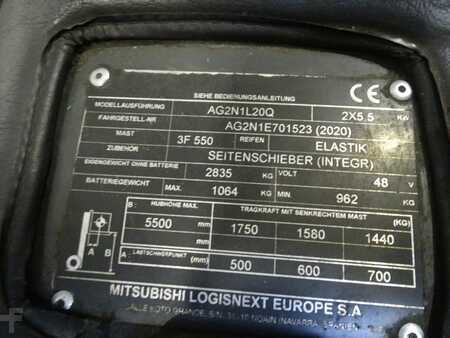 SIEHE BEDIENUNGSANLEITUNG CE
MODELLAUSFÜHRUNG AG2N1L20Q 2X5.5 KW
FAHRGESTELL-NR AG2N1E701523 (2020)
MAST 3F 550 REIFEN ELASTIK
ZUBEHÖR SEITENSCHIEBER (INTEGR)
EIGENGEWICHT OHNE BATTERIE 2835 KG VOLT 48 V
BATTERIEGEWICHT MAX. 1064 KG MIN. 962 KG
B: HUBHÖHE MAX. TRAGKRAFT MIT SENKRECHTEM MAST (KG)
5500 mm 1750 1580 1440
A: LASTSCHWERPUNKT (mm) 500 600 700
A B
MITSUBISHI LOGISNEXT EUROPE S.A